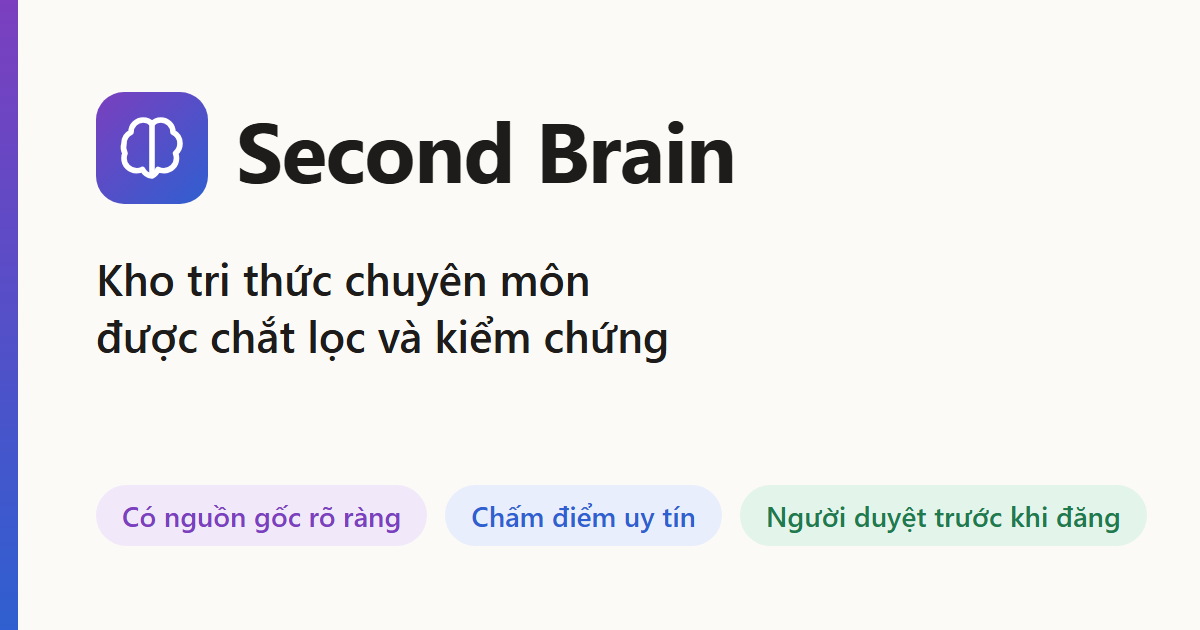 Second Brain
Kho tri thức chuyên môn
được chắt lọc và kiểm chứng
Có nguồn gốc rõ ràng
Chấm điểm uy tín
Người duyệt trước khi đăng